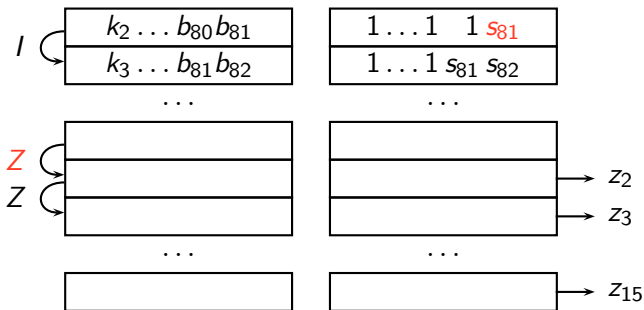 I k₂ … b₈₀b₈₁ 1 … 1 1 s₈₁
k₃ … b₈₁b₈₂ 1 … 1 s₈₁ s₈₂
… …
Z
Z z₂
z₃
… …
z₁₅